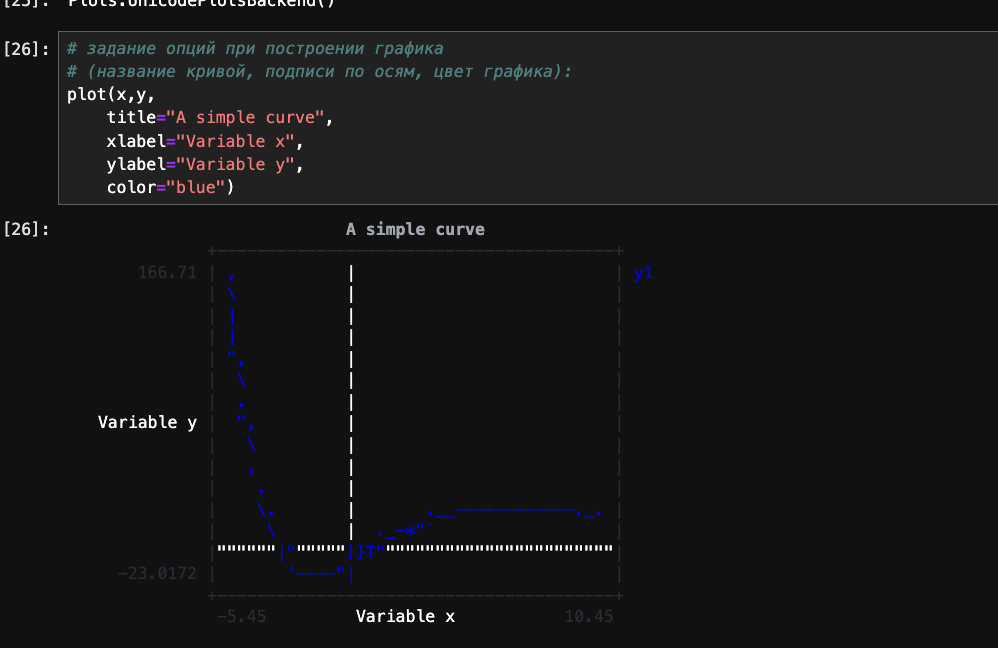 [25]: Plots.UnicodePlotsBackend()
[26]: # задание опций при построении графика
# (название кривой, подписи по осям, цвет графика):
plot(x,y,
title="A simple curve",
xlabel="Variable x",
ylabel="Variable y",
color="blue")
[26]:
A simple curve
166.71
y1
Variable y
-23.0172
-5.45
Variable x
10.45